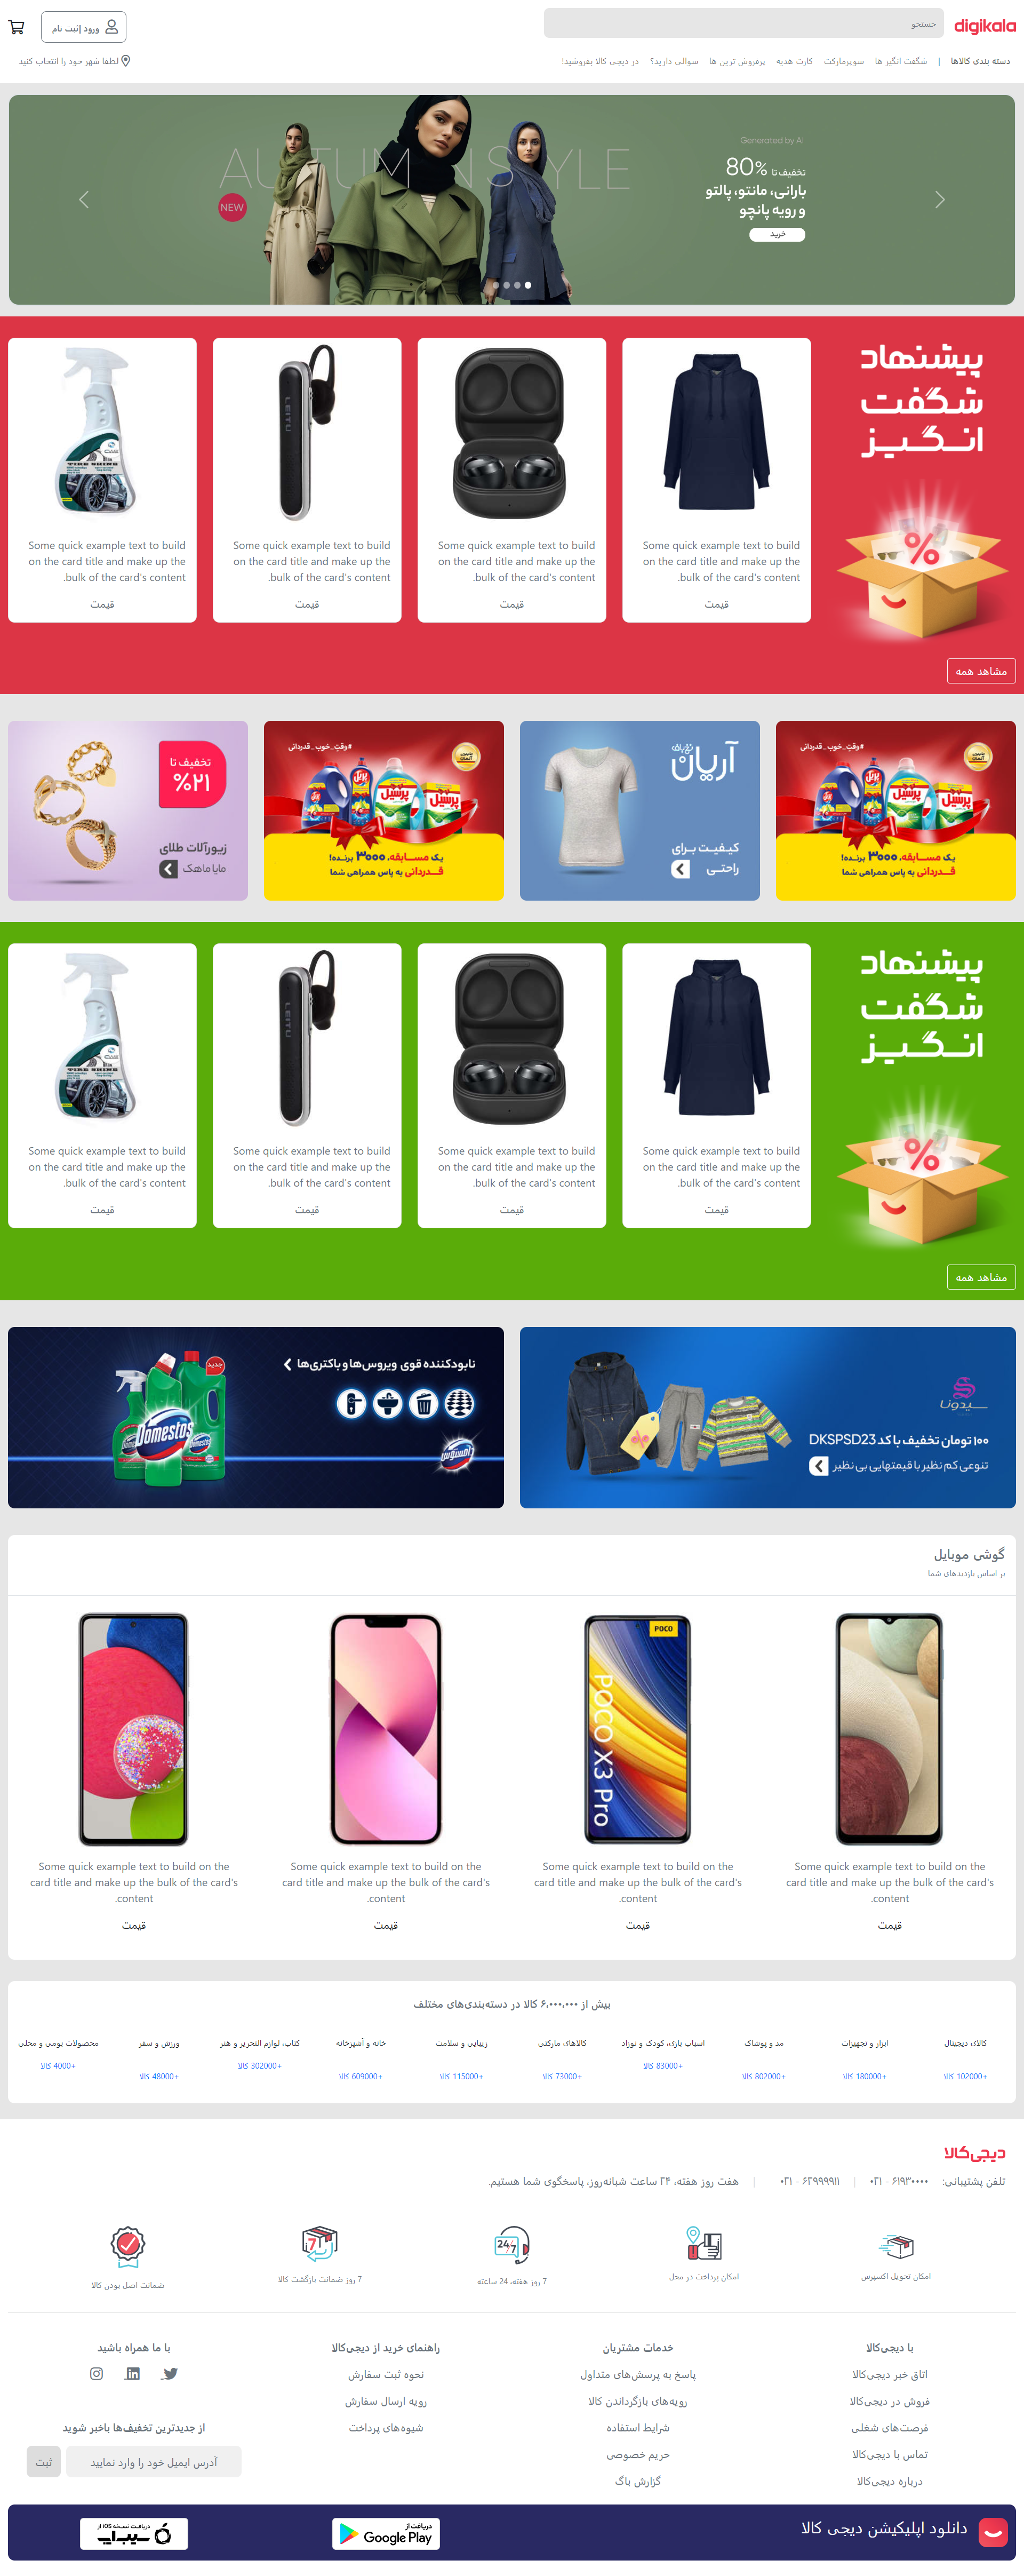 digikala
جستجو
ورود |ثبت نام
دسته بندی کالاها
|
شگفت انگیز ها
سوپرمارکت
کارت هدیه
پرفروش ترین ها
سوالی دارید؟
در دیجی کالا بفروشید!
لطفا شهر خود را انتخاب کنید
AUTUMN STYLE
NEW
Generated by AI
تخفیف تا 80%
بارانی، مانتو، پالتو
و رویه پانچو
خرید
پیشنهاد
شگفت
انگیز
%
مشاهد همه
Some quick example text to build
on the card title and make up the
.bulk of the card's content
قیمت
LEITU
Some quick example text to build
on the card title and make up the
.bulk of the card's content
قیمت
Some quick example text to build
on the card title and make up the
.bulk of the card's content
قیمت
Some quick example text to build
on the card title and make up the
.bulk of the card's content
قیمت
#وقتِ_خوبِ_قدردانی
پرسیل
پرسیل
یک مسابقه، ۳۰۰۰ برنده!
قـدردانی به پاس همراهی شما
آریان
نخ باف
کیفیت برای
راحتی
#وقتِ_خوبِ_قدردانی
پرسیل
پرسیل
یک مسابقه، ۳۰۰۰ برنده!
قـدردانی به پاس همراهی شما
تخفیف تا
%۲۱
زیورآلات طلای
مایا ماهک
پیشنهاد
شگفت
انگیز
%
مشاهد همه
Some quick example text to build
on the card title and make up the
.bulk of the card's content
قیمت
LEITU
Some quick example text to build
on the card title and make up the
.bulk of the card's content
قیمت
Some quick example text to build
on the card title and make up the
.bulk of the card's content
قیمت
Some quick example text to build
on the card title and make up the
.bulk of the card's content
قیمت
سیدونا
۱۰۰ تومان تخفیف با کد DKSPSD23
تنوعی کم نظیر با قیمتهایی بی نظیر
نابودکننده قوی ویروس‌ها و باکتری‌ها
جدید
Domestos
دامستوس
گوشی موبایل
بر اساس بازدیدهای شما
POCO
POCO X3 Pro
Some quick example text to build on the
card title and make up the bulk of the card's
.content
قیمت
Some quick example text to build on the
card title and make up the bulk of the card's
.content
قیمت
Some quick example text to build on the
card title and make up the bulk of the card's
.content
قیمت
Some quick example text to build on the
card title and make up the bulk of the card's
.content
قیمت
بیش از ۶,۰۰۰,۰۰۰ کالا در دسته‌بندی‌های مختلف
کالای دیجیتال
+102000 کالا
ابزار و تجهیزات
+180000 کالا
مد و پوشاک
+802000 کالا
اسباب بازی، کودک و نوزاد
+83000 کالا
کالاهای مارکتی
+73000 کالا
زیبایی و سلامت
+115000 کالا
خانه و آشپزخانه
+609000 کالا
کتاب، لوازم التحریر و هنر
+302000 کالا
ورزش و سفر
+48000 کالا
محصولات بومی و محلی
+4000 کالا
دیجی‌کالا
تلفن پشتیبانی: ۶۱۹۳۰۰۰۰ - ۰۲۱ | ۶۲۹۹۹۹۱۱ - ۰۲۱ | هفت روز هفته، ۲۴ ساعت شبانه‌روز، پاسخگوی شما هستیم.
امکان تحویل اکسپرس
امکان پرداخت در محل
24/7
7 روز هفته، 24 ساعته
7
7 روز ضمانت بازگشت کالا
ضمانت اصل بودن کالا
با دیجی‌کالا
اتاق خبر دیجی‌کالا
فروش در دیجی‌کالا
فرصت‌های شغلی
تماس با دیجی‌کالا
درباره دیجی‌کالا
خدمات مشتریان
پاسخ به پرسش‌های متداول
رویه‌های بازگرداندن کالا
شرایط استفاده
حریم خصوصی
گزارش باگ
راهنمای خرید از دیجی‌کالا
نحوه ثبت سفارش
رویه ارسال سفارش
شیوه‌های پرداخت
با ما همراه باشید
از جدیدترین تخفیف‌ها باخبر شوید
آدرس ایمیل خود را وارد نمایید
ثبت
دانلود اپلیکیشن دیجی کالا
دریافت از
Google Play
دریافت نسخه iOS از
سیب‌اپ